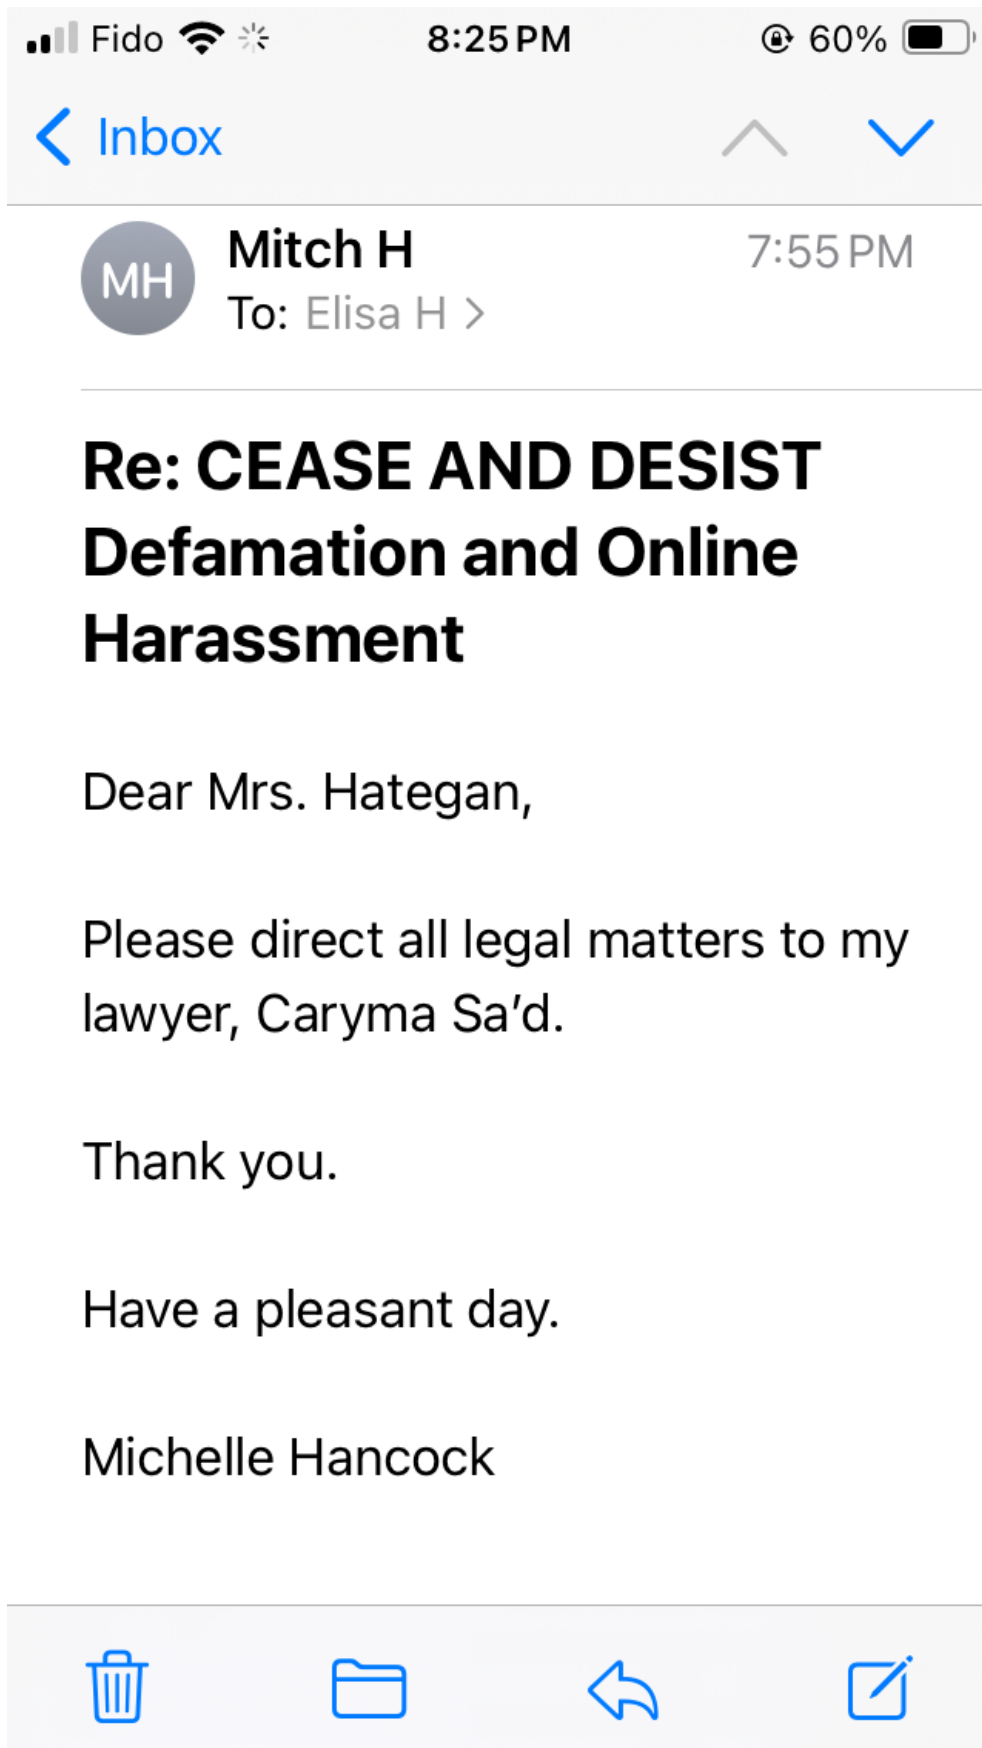 Fido 8:25 PM 60%
Inbox
MH Mitch H 7:55 PM
To: Elisa H
Re: CEASE AND DESIST
Defamation and Online
Harassment
Dear Mrs. Hategan,
Please direct all legal matters to my
lawyer, Caryma Sa’d.
Thank you.
Have a pleasant day.
Michelle Hancock